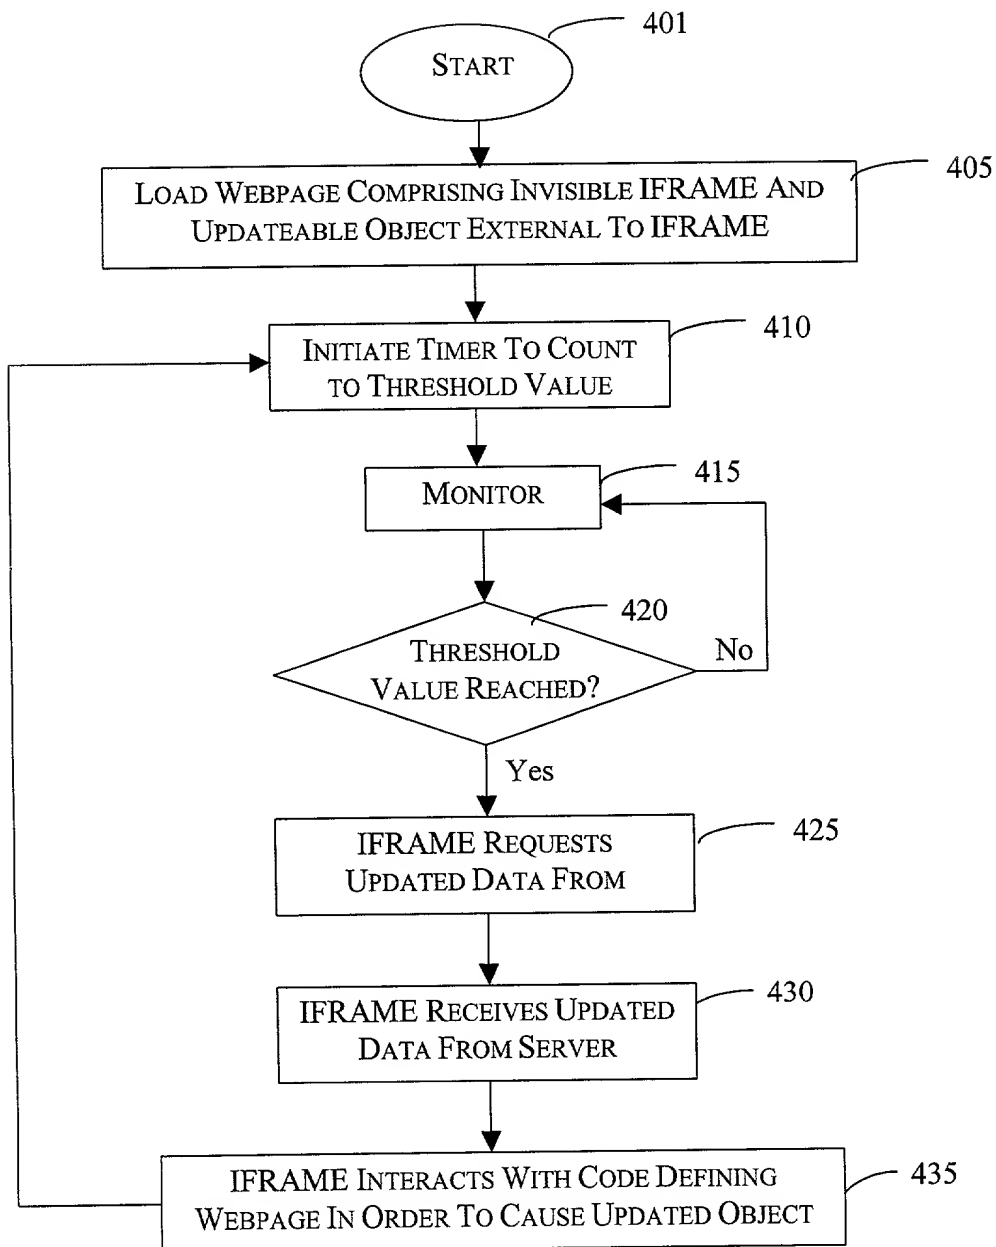 401
START
405
LOAD WEBPAGE COMPRISING INVISIBLE IFRAME AND
UPDATEABLE OBJECT EXTERNAL TO IFRAME
410
INITIATE TIMER TO COUNT
TO THRESHOLD VALUE
415
MONITOR
420
THRESHOLD
VALUE REACHED?
No
Yes
425
IFRAME REQUESTS
UPDATED DATA FROM
430
IFRAME RECEIVES UPDATED
DATA FROM SERVER
435
IFRAME INTERACTS WITH CODE DEFINING
WEBPAGE IN ORDER TO CAUSE UPDATED OBJECT